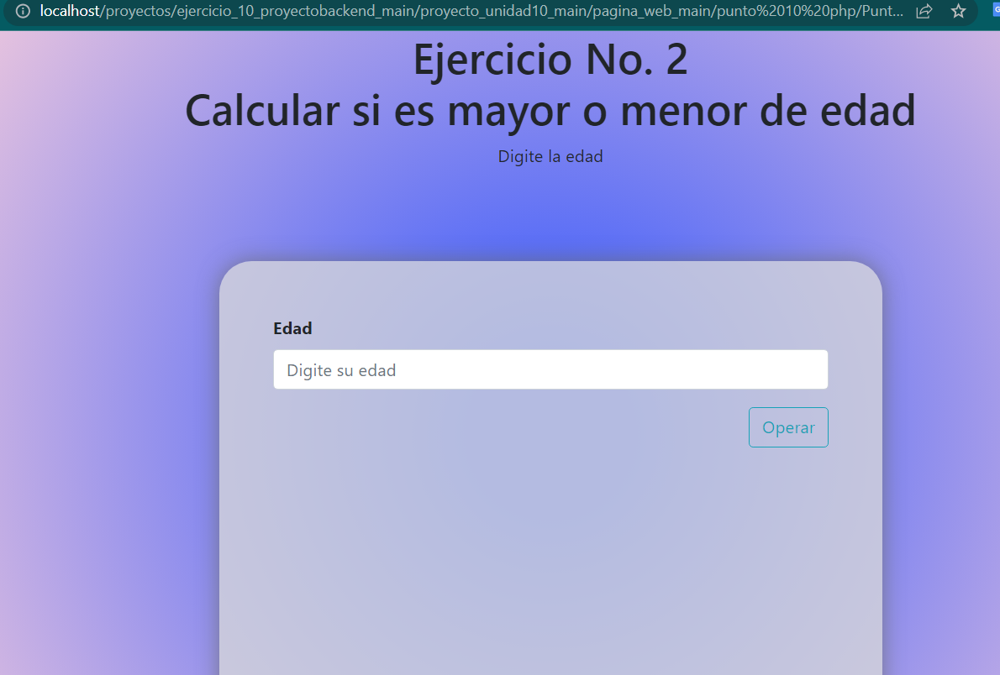 localhost/proyectos/ejercicio_10_proyectobackend_main/proyecto_unidad10_main/pagina_web_main/punto%2010%20php/Punt...
Ejercicio No. 2
Calcular si es mayor o menor de edad
Digite la edad
Edad
Digite su edad
Operar